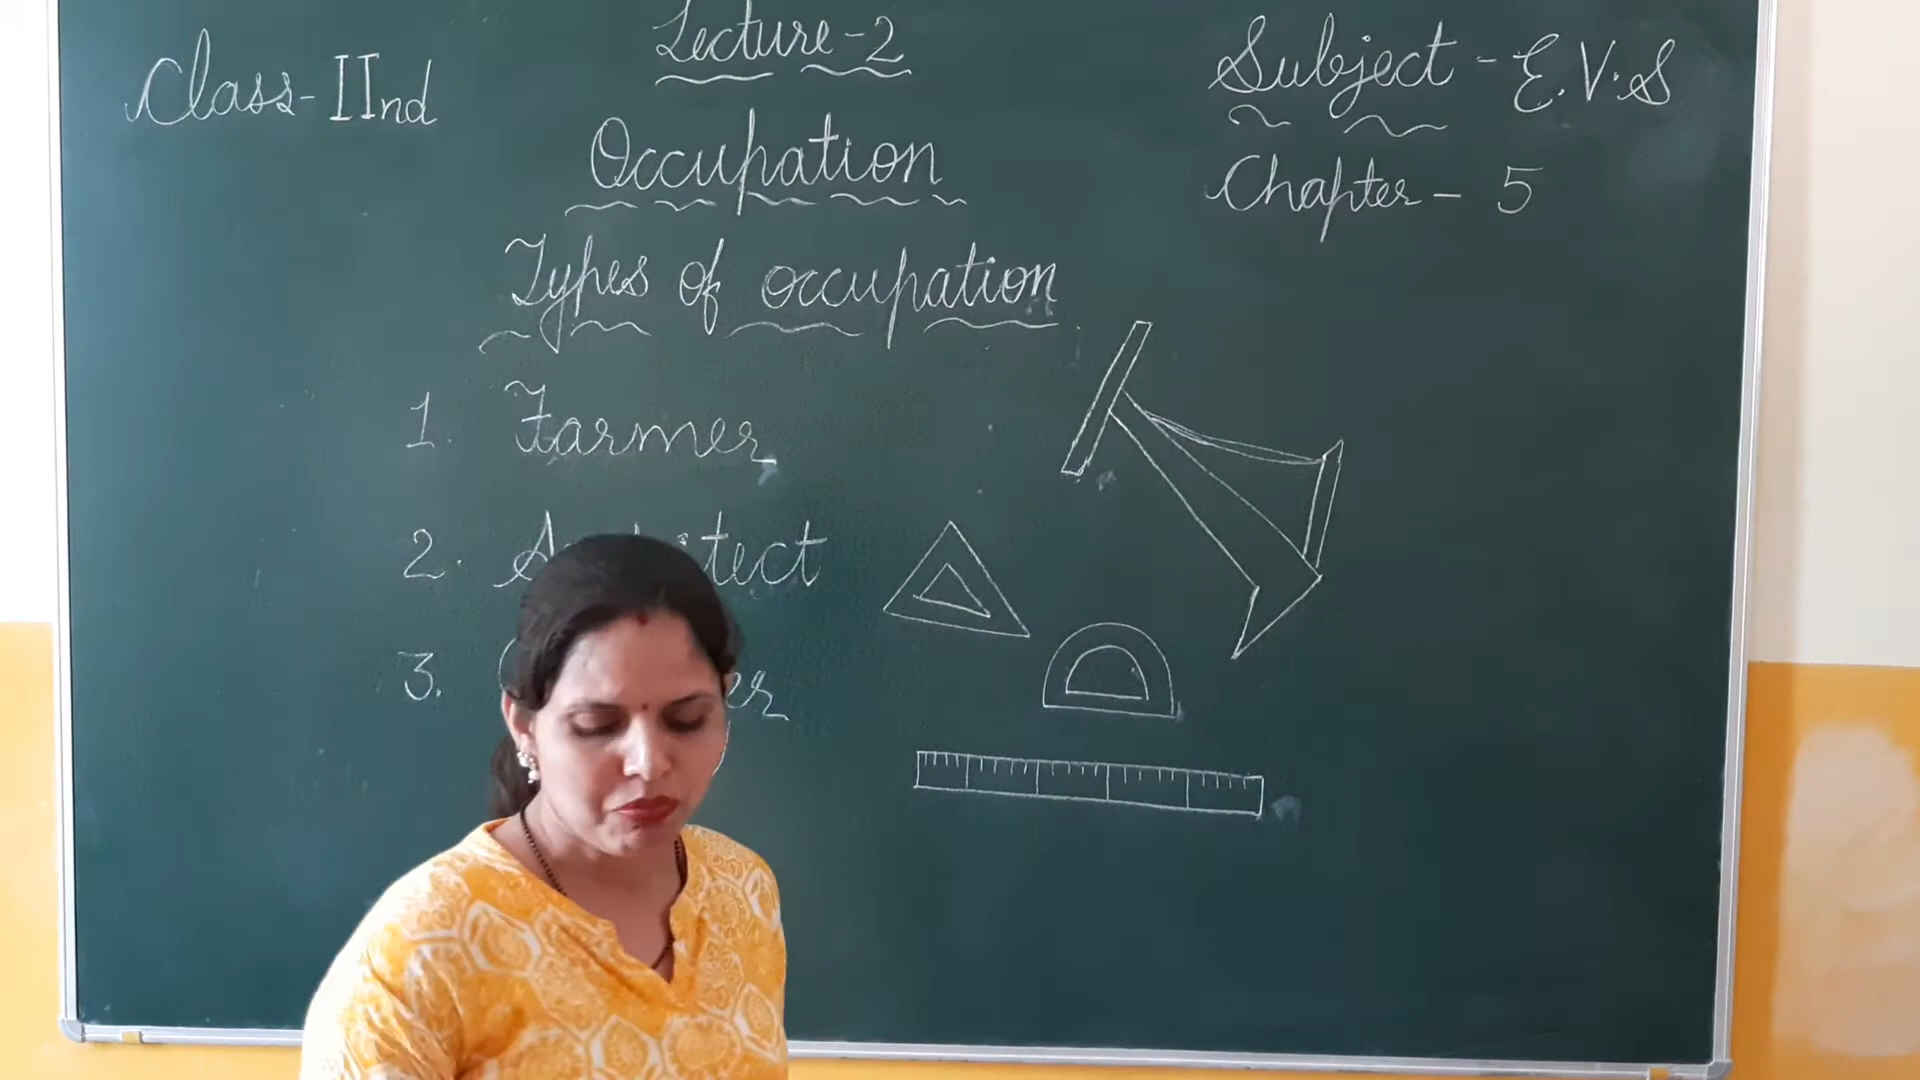 Lecture-2
Class-IInd
Subject - E.V.S
Occupation
Chapter - 5
Types of occupation
1. Farmer
2.
3.